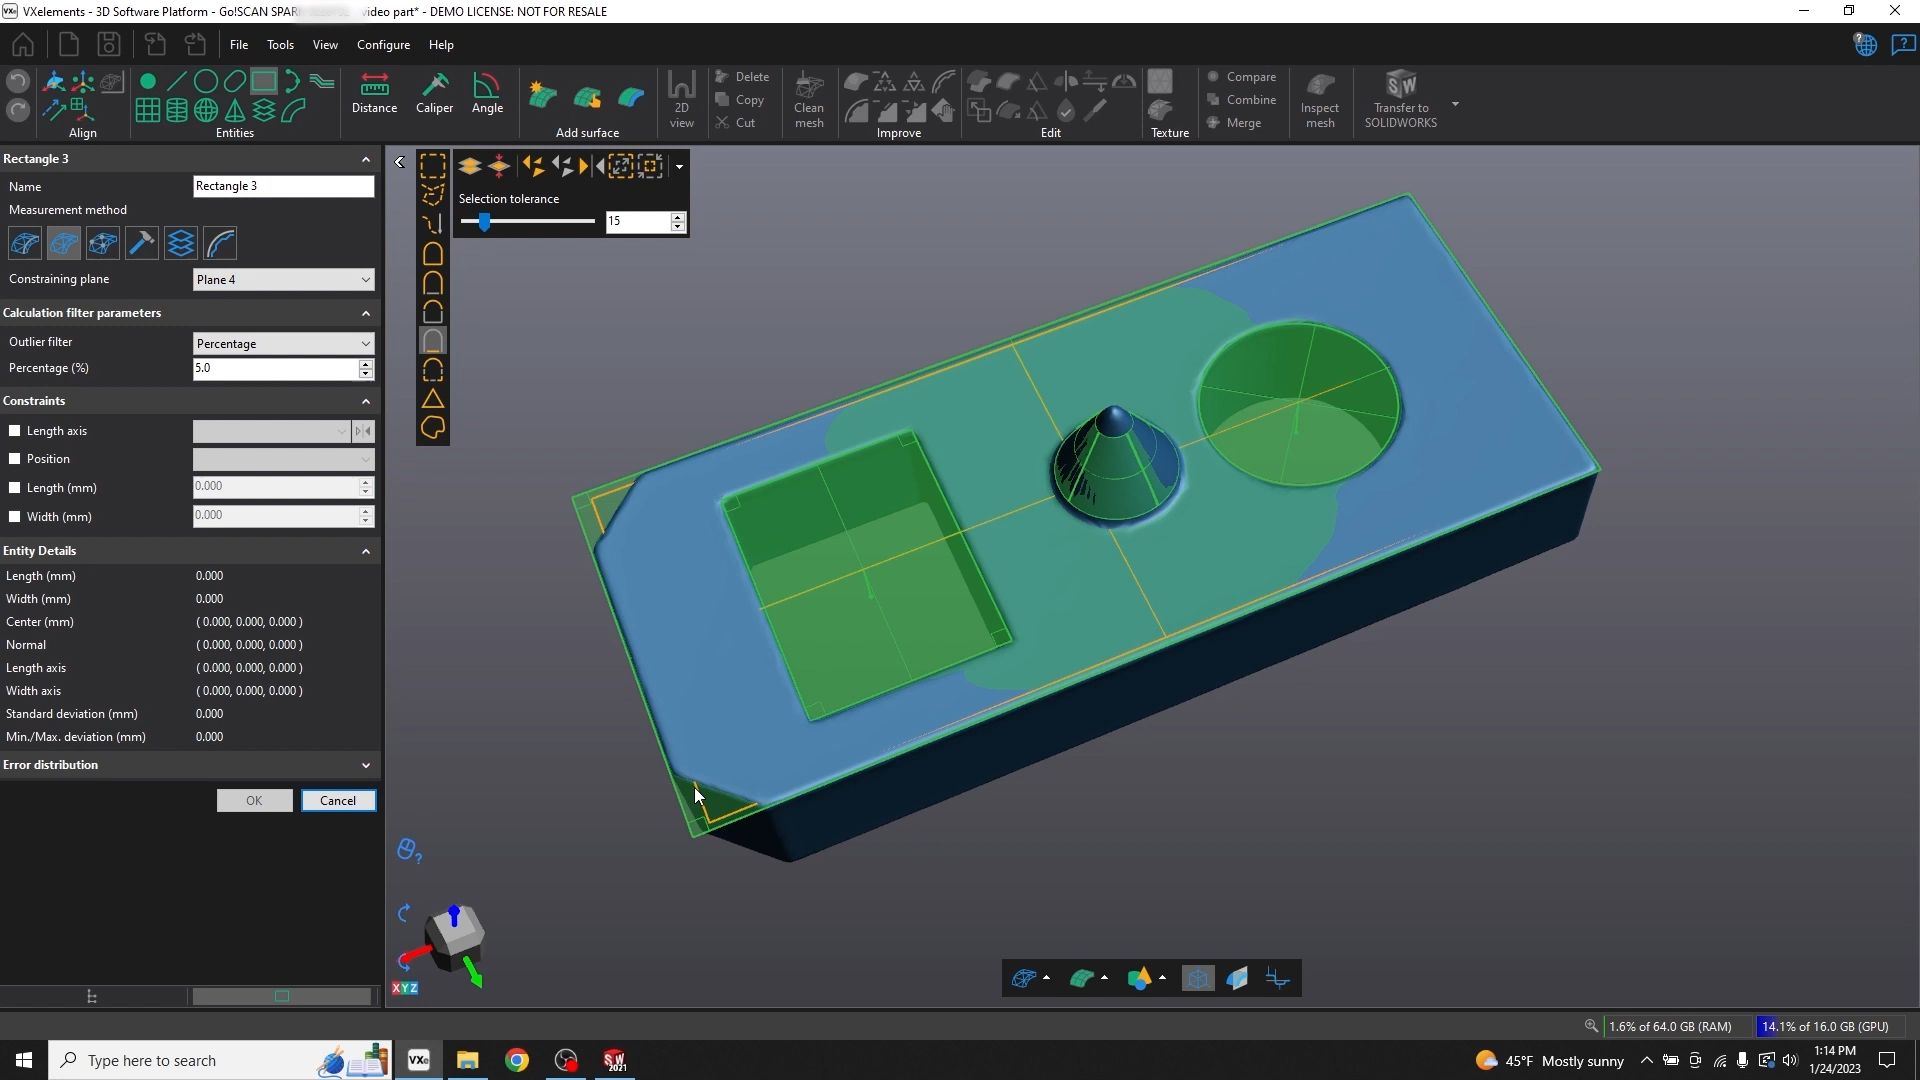 VXe VXelements - 3D Software Platform - Go!SCAN SPARK video part* - DEMO LICENSE: NOT FOR RESALE
File Tools View Configure Help
Align
Entities
Distance
Caliper
Angle
Add surface
2D view
Delete
Copy
Cut
Clean mesh
Improve
Edit
Texture
Compare
Combine
Merge
Inspect mesh
Transfer to SOLIDWORKS
Rectangle 3
Name Rectangle 3
Measurement method
Constraining plane Plane 4
Calculation filter parameters
Outlier filter Percentage
Percentage (%) 5.0
Constraints
Length axis
Position
Length (mm) 0.000
Width (mm) 0.000
Entity Details
Length (mm) 0.000
Width (mm) 0.000
Center (mm) ( 0.000, 0.000, 0.000 )
Normal ( 0.000, 0.000, 0.000 )
Length axis ( 0.000, 0.000, 0.000 )
Width axis ( 0.000, 0.000, 0.000 )
Standard deviation (mm) 0.000
Min./Max. deviation (mm) 0.000
Error distribution
OK Cancel
Selection tolerance
15
XYZ
1.6% of 64.0 GB (RAM) 14.1% of 16.0 GB (GPU)
Type here to search
VXe
SW 2021
45°F Mostly sunny
1:14 PM
1/24/2023